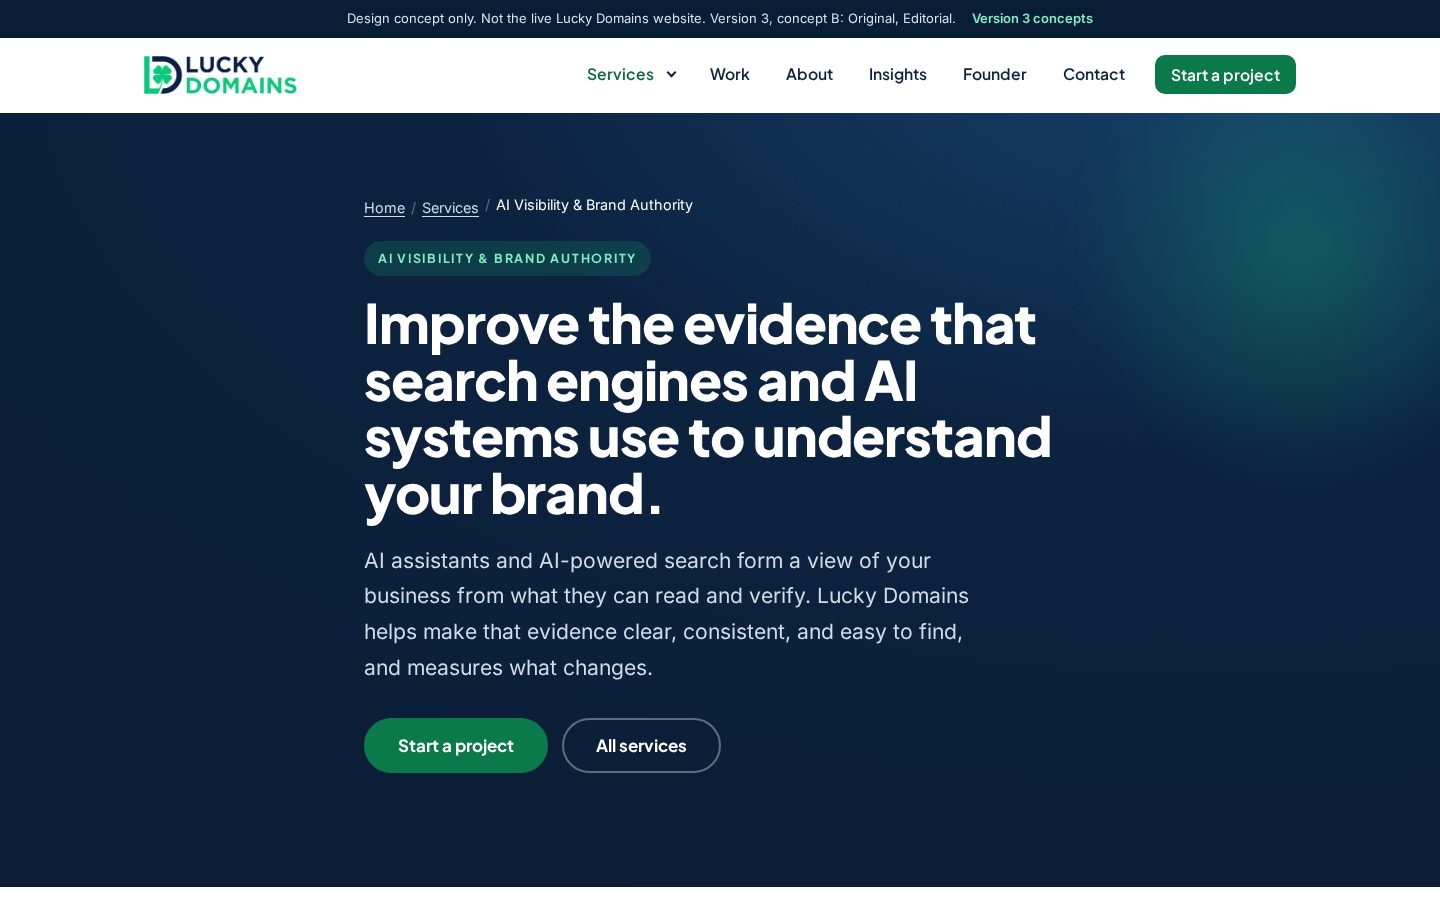 Design concept only. Not the live Lucky Domains website. Version 3, concept B: Original, Editorial. Version 3 concepts
LUCKY
DOMAINS
Services Work About Insights Founder Contact Start a project
Home / Services / AI Visibility & Brand Authority
AI VISIBILITY & BRAND AUTHORITY
Improve the evidence that
search engines and AI
systems use to understand
your brand.
AI assistants and AI-powered search form a view of your
business from what they can read and verify. Lucky Domains
helps make that evidence clear, consistent, and easy to find,
and measures what changes.
Start a project All services